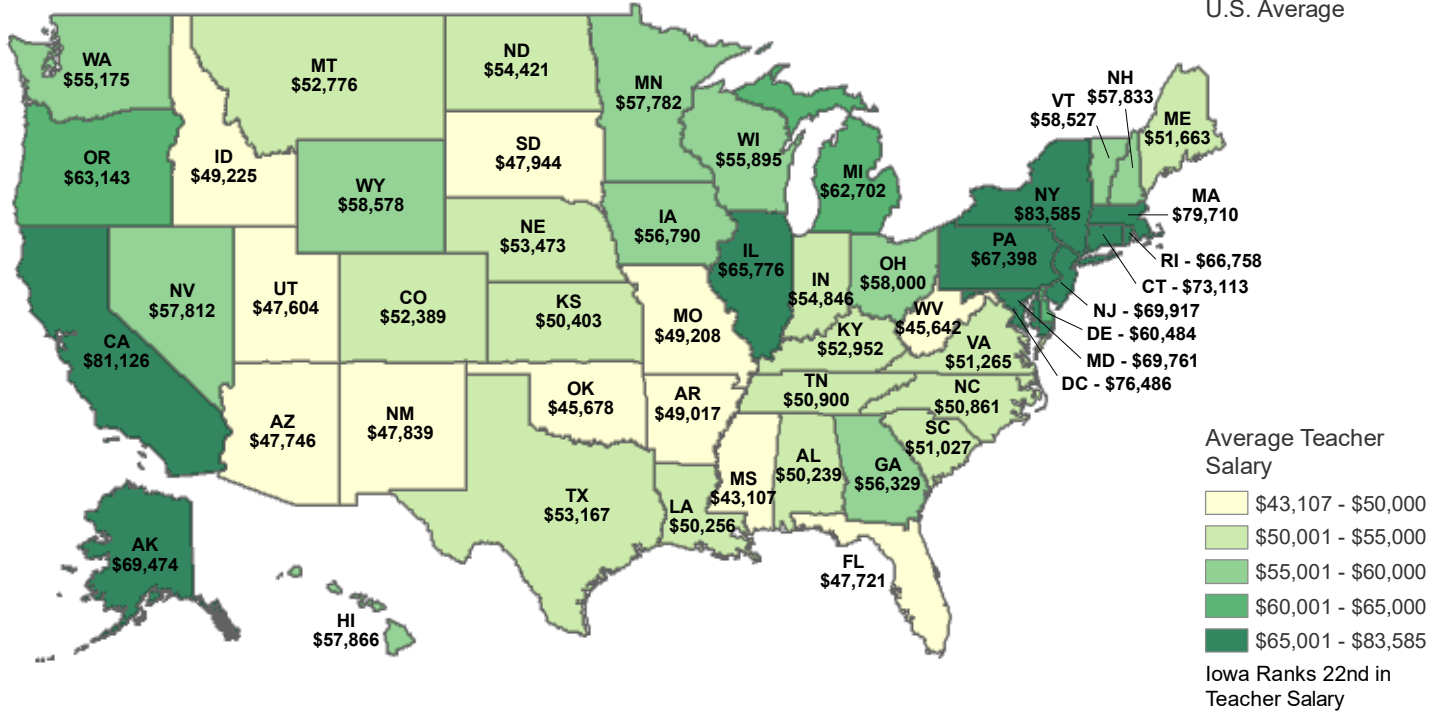 U.S. Average
WA
$55,175
MT
$52,776
ND
$54,421
MN
$57,782
NH
$57,833
VT
$58,527
ME
$51,663
OR
$63,143
ID
$49,225
SD
$47,944
WI
$55,895
MI
$62,702
NY
$83,585
MA
$79,710
WY
$58,578
NE
$53,473
IA
$56,790
IL
$65,776
PA
$67,398
RI - $66,758
CT - $73,113
NJ - $69,917
DE - $60,484
MD - $69,761
DC - $76,486
NV
$57,812
UT
$47,604
CO
$52,389
KS
$50,403
MO
$49,208
IN
$54,846
OH
$58,000
WV
$45,642
KY
$52,952
VA
$51,265
CA
$81,126
AZ
$47,746
NM
$47,839
OK
$45,678
AR
$49,017
TN
$50,900
NC
$50,861
SC
$51,027
TX
$53,167
LA
$50,256
MS
$43,107
AL
$50,239
GA
$56,329
FL
$47,721
AK
$69,474
HI
$57,866
Average Teacher
Salary
$43,107 - $50,000
$50,001 - $55,000
$55,001 - $60,000
$60,001 - $65,000
$65,001 - $83,585
Iowa Ranks 22nd in
Teacher Salary